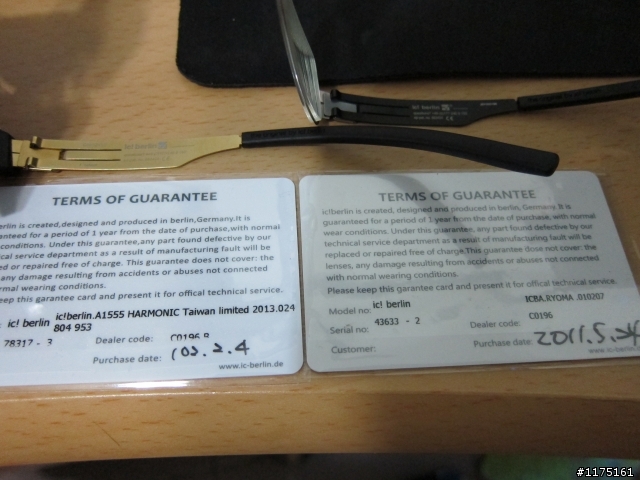 ic! berlin
TERMS OF GUARANTEE
erlin is created,designed and produced in berlin,Germany.It is
anteed for a period of 1 year from the date of purchase,with normal
conditions. Under this guarantee,any part found defective by our
ical service department as a result of manufacturing fault will be
ed or repaired free of charge. This guarantee does not cover: the
any damage resulting from accidents or abuses not connected
rmal wearing conditions.
eep this garantee card and present it for offical technical service.
ic! berlin
ic!berlin.A1555 HARMONIC Taiwan limited 2013.024
804 953
78317 - 3
Dealer code:
C0196
Purchase date: 103.2.4
www.ic-berlin.de
TERMS OF GUARANTEE
ic!berlin is created, designed and produced in berlin, Germany.It is
guaranteed for a period of 1 year from the date of purchase, with normal
wear conditions. Under this guarantee, any part found defective by our
technical service department as a result of manufacturing fault will be
replaced or repaired free of charge.This guarantee dose not cover: the
lenses, any damage resulting from accidents or abuses not connected
with normal wearing conditions.
Please keep this garantee card and present it for offical technical service.
Model no: ic! berlin ICBA.RYOMA .010207
Serial no: 43633 - 2 Dealer code: C0196
Customer: Purchase date: 2011.5.24
www.ic-berlin
#1175161